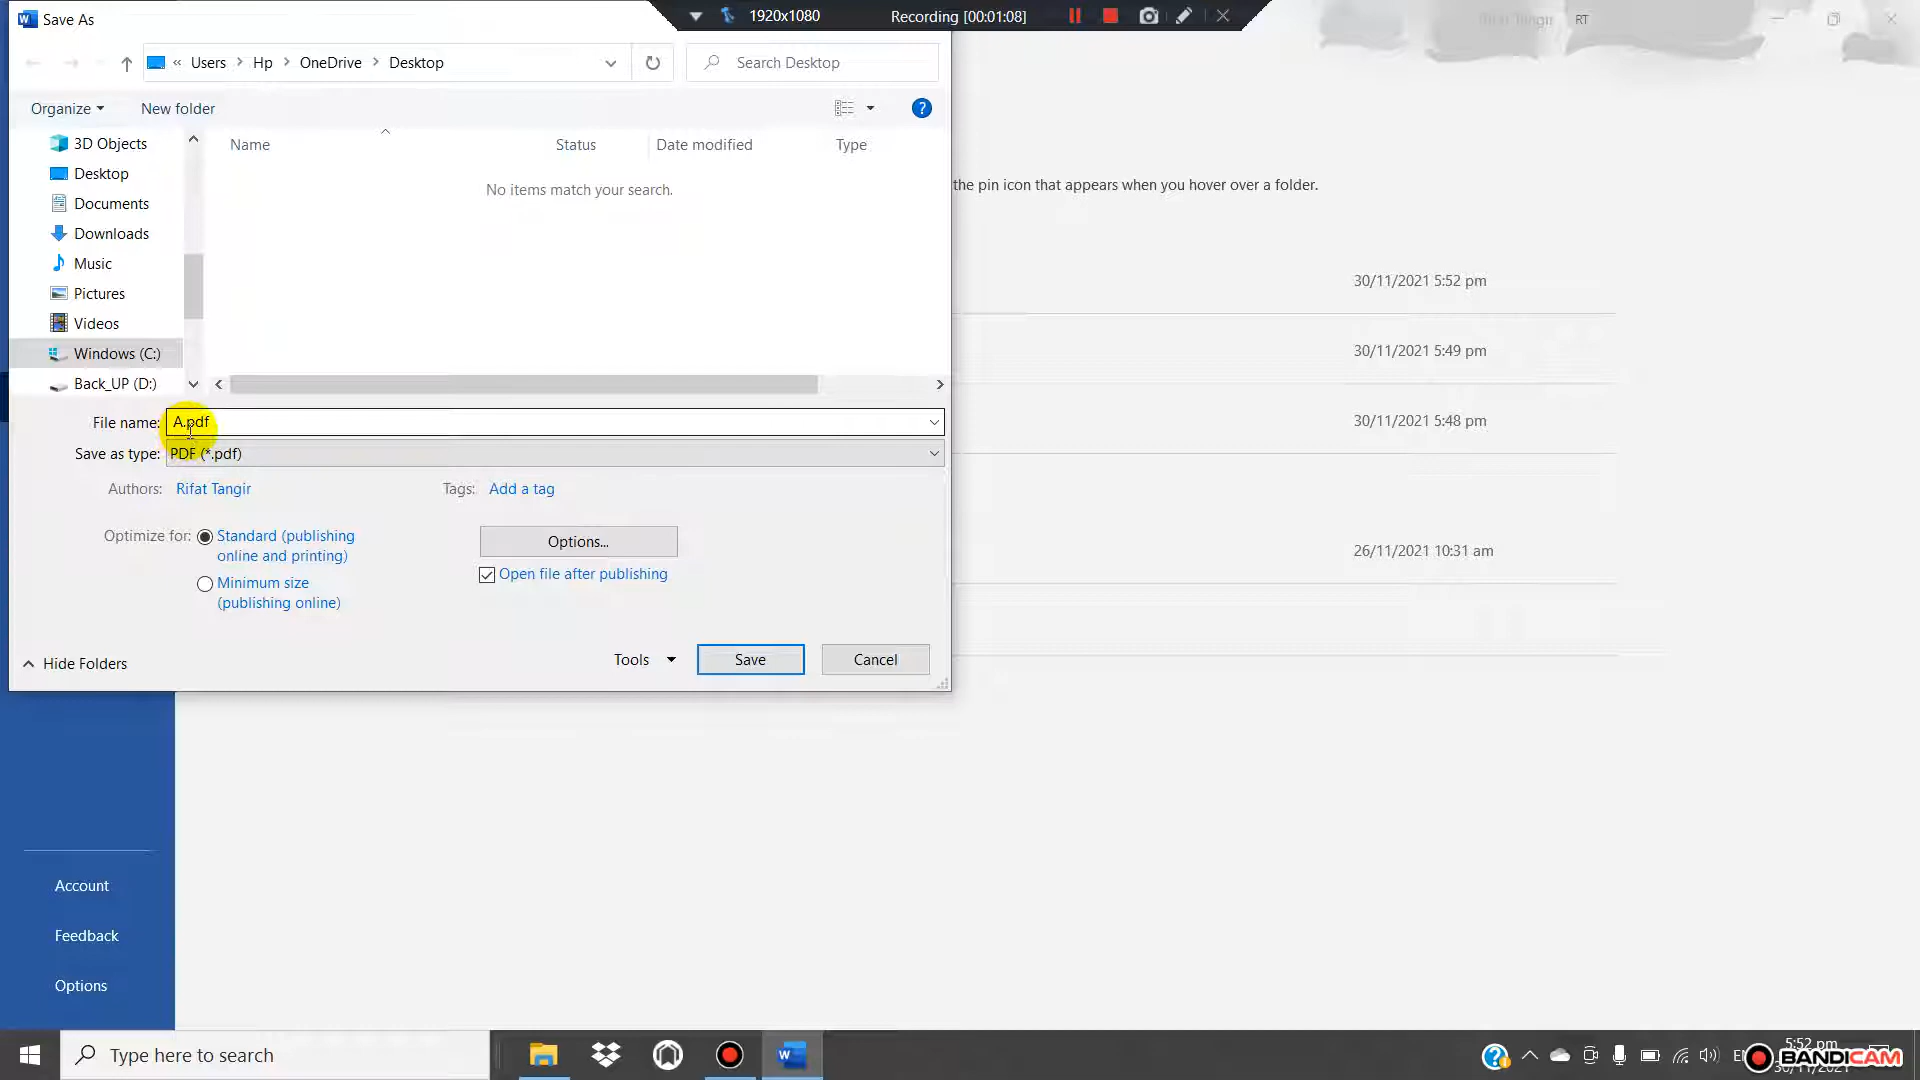 Save As
1920x1080
Recording [00:01:08]
RT
« Users > Hp > OneDrive > Desktop
Search Desktop
Organize
New folder
?
3D Objects
Desktop
Documents
Downloads
Music
Pictures
Videos
Windows (C:)
Back_UP (D:)
Name
Status
Date modified
Type
No items match your search.
the pin icon that appears when you hover over a folder.
30/11/2021 5:52 pm
30/11/2021 5:49 pm
30/11/2021 5:48 pm
26/11/2021 10:31 am
File name: A.pdf
Save as type: PDF (*.pdf)
Authors: Rifat Tangir
Tags: Add a tag
Optimize for: Standard (publishing
online and printing)
Minimum size
(publishing online)
Options...
Open file after publishing
Hide Folders
Tools
Save
Cancel
Account
Feedback
Options
Type here to search
5:52 pm
BANDICAM